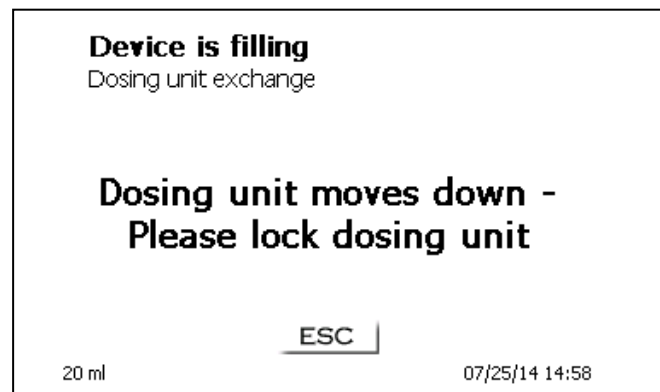 Device is filling
Dosing unit exchange
Dosing unit moves down -
Please lock dosing unit
ESC
20 ml 07/25/14 14:58